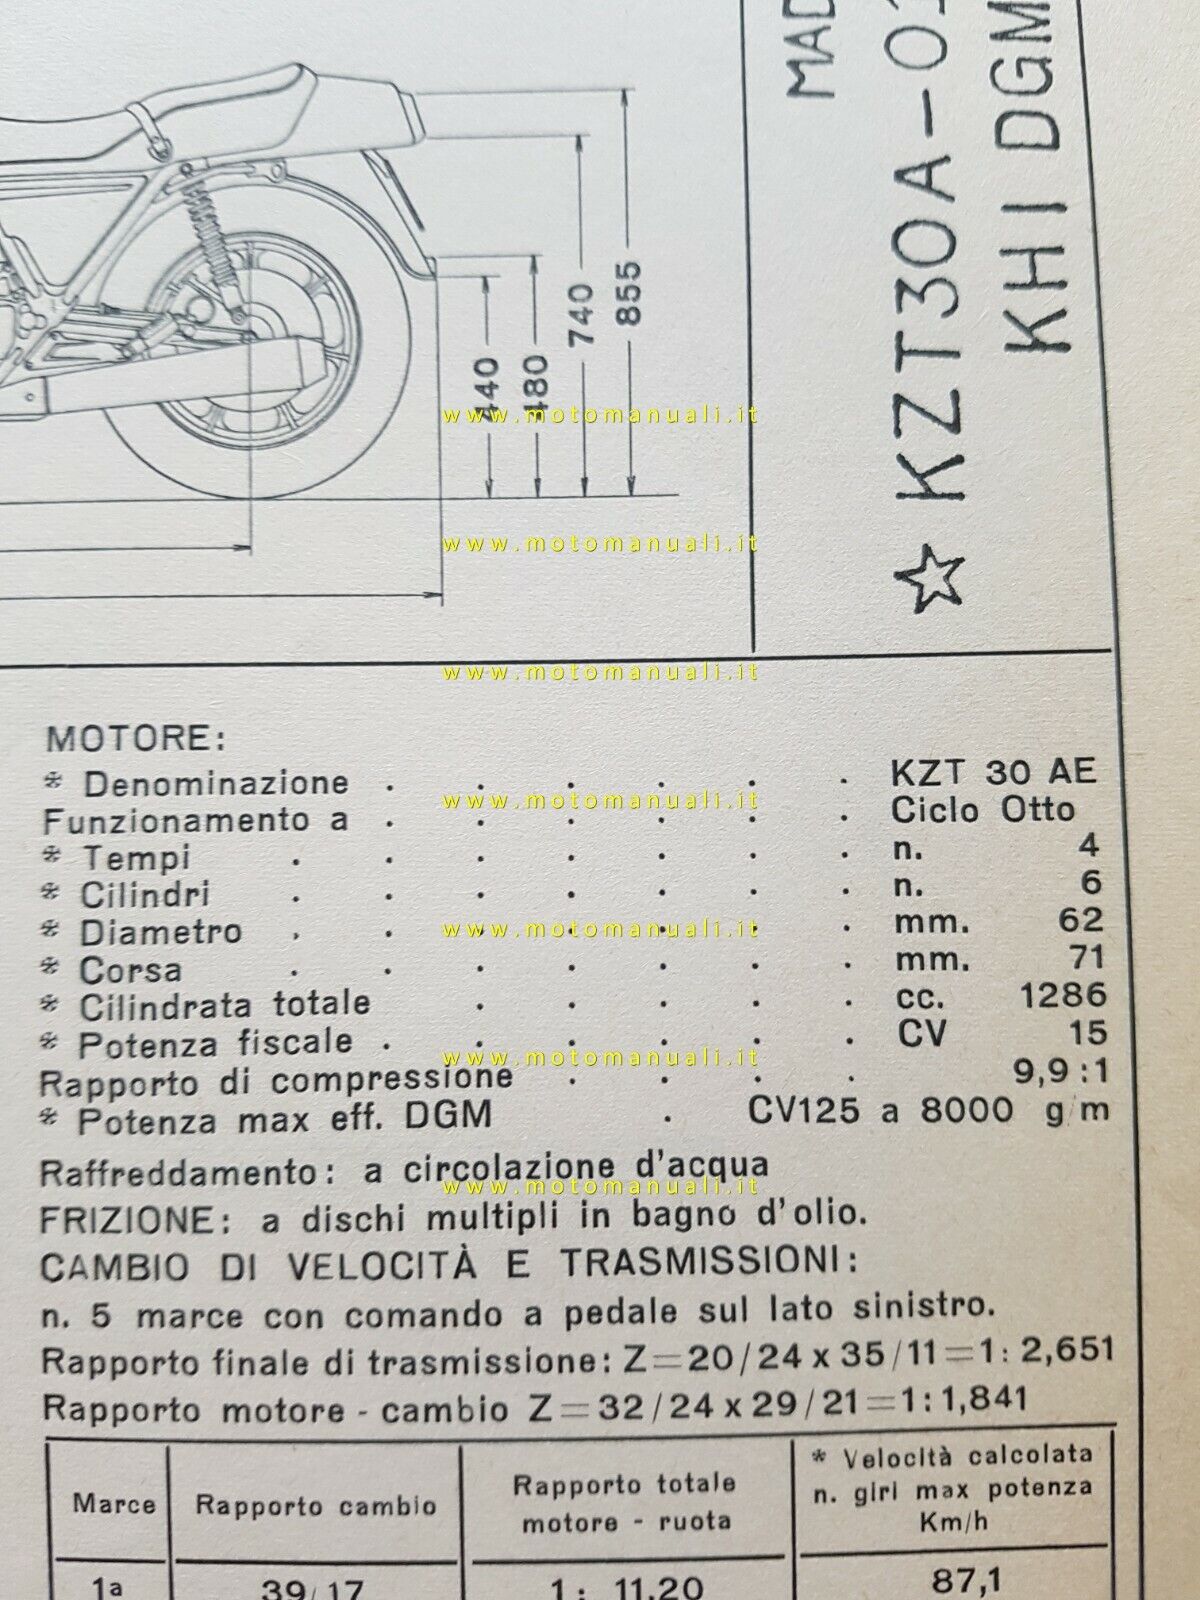 MAD
☆ KZT30A-01
KHI DGM
440
480
740
855
www.motomanuali.it
www.motomanuali.it
www.motomanuali.it
MOTORE:
* Denominazione . . . . . . KZT 30 AE
www.motomanuali.it
Funzionamento a . . . . . . Ciclo Otto
* Tempi . . . . . . . n. 4
* Cilindri . . . . . . . n. 6
* Diametro . . . . . . . mm. 62
www.motomanuali.it
* Corsa . . . . . . . mm. 71
* Cilindrata totale . . . . . cc. 1286
* Potenza fiscale . . . . . . CV 15
www.motomanuali.it
Rapporto di compressione . . . . 9,9:1
* Potenza max eff. DGM . CV125 a 8000 g/m
Raffreddamento: a circolazione d'acqua
www.motomanuali.it
FRIZIONE: a dischi multipli in bagno d'olio.
CAMBIO DI VELOCITÀ E TRASMISSIONI:
n. 5 marce con comando a pedale sul lato sinistro.
Rapporto finale di trasmissione: Z=20/24 x 35/11=1:2,651
Rapporto motore - cambio Z=32/24 x 29/21=1:1,841
Marce
Rapporto cambio
Rapporto totale
motore - ruota
* Velocità calcolata
n. giri max potenza
Km/h
1a 39/17 1: 11,20 87,1